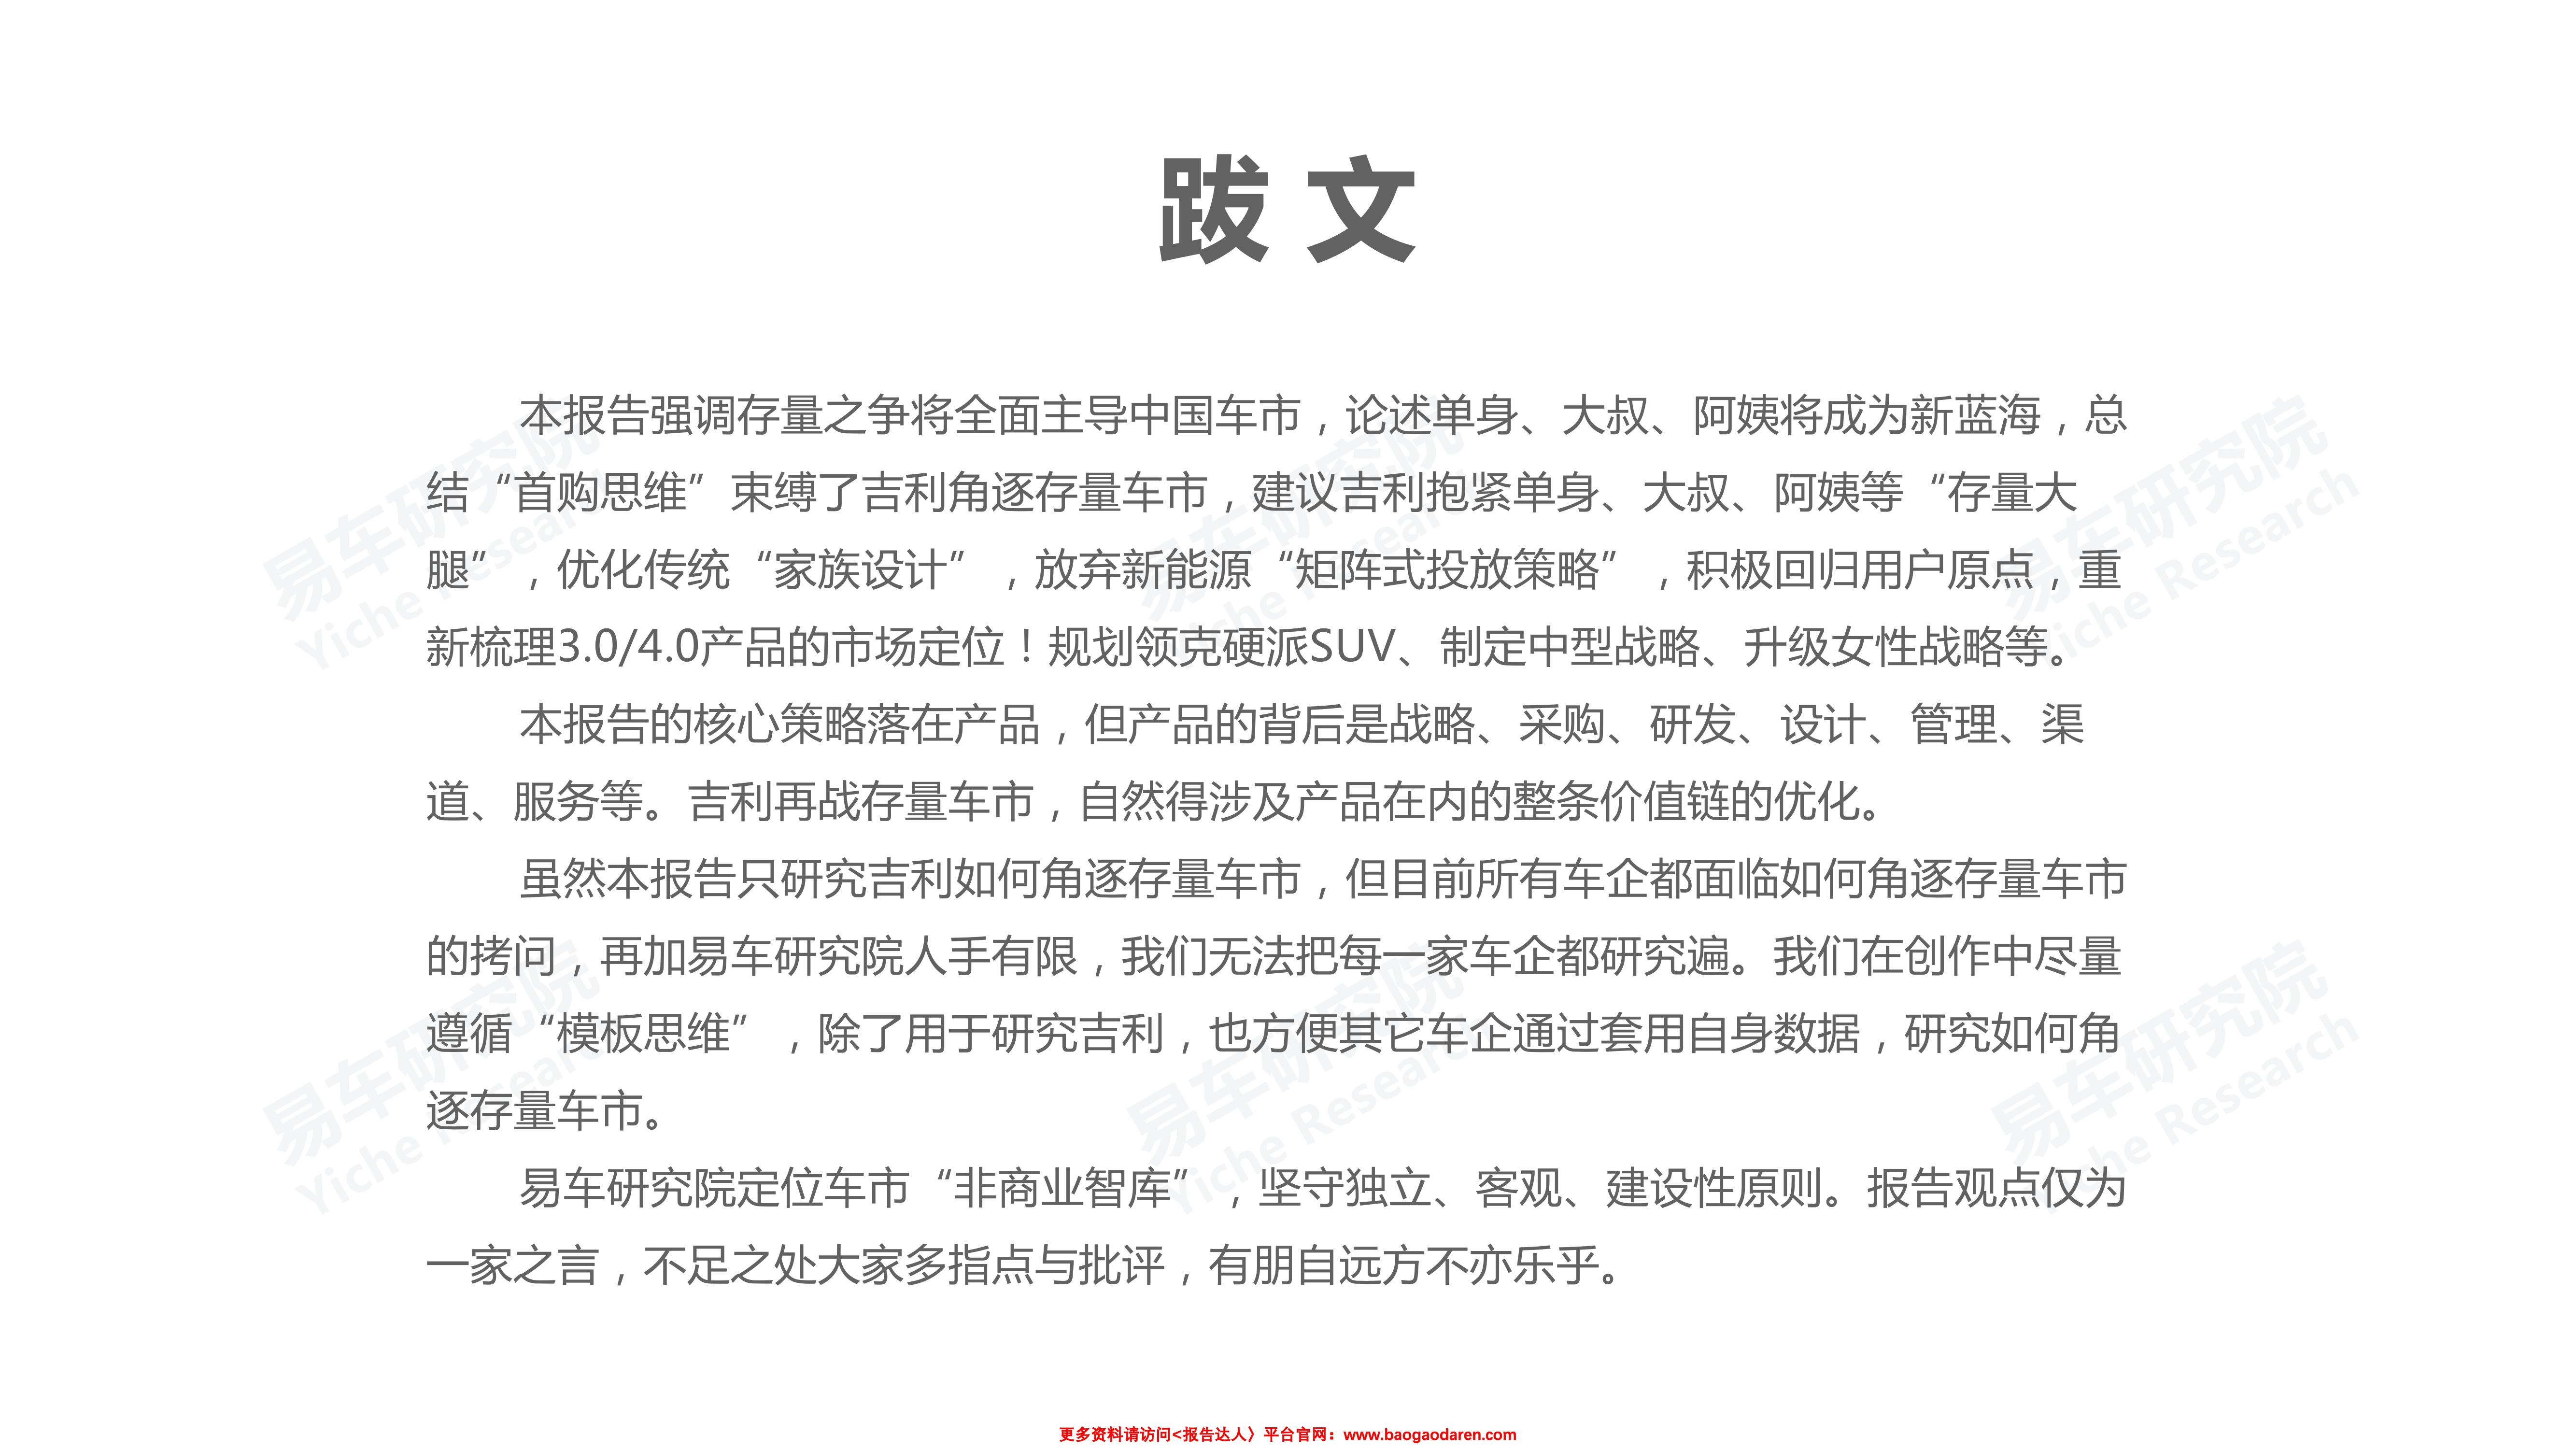 跋文
本报告强调存量之争将全面主导中国车市，论述单身、大叔、阿姨将成为新蓝海，总
结“首购思维”束缚了吉利角逐存量车市，建议吉利抱紧单身、大叔、阿姨等“存量大
腿”，优化传统“家族设计”，放弃新能源“矩阵式投放策略”，积极回归用户原点，重
新梳理3.0/4.0产品的市场定位！规划领克硬派SUV、制定中型战略、升级女性战略等。
本报告的核心策略落在产品，但产品的背后是战略、采购、研发、设计、管理、渠
道、服务等。吉利再战存量车市，自然得涉及产品在内的整条价值链的优化。
虽然本报告只研究吉利如何角逐存量车市，但目前所有车企都面临如何角逐存量车市
的拷问，再加易车研究院人手有限，我们无法把每一家车企都研究遍。我们在创作中尽量
遵循“模板思维”，除了用于研究吉利，也方便其它车企通过套用自身数据，研究如何角
逐存量车市。
易车研究院定位车市“非商业智库”，坚守独立、客观、建设性原则。报告观点仅为
一家之言，不足之处大家多指点与批评，有朋自远方不亦乐乎。
易车研究院
Yiche Research
易车研究院
Yiche Research
易车研究院
Yiche Research
易车研究院
Yiche Research
易车研究院
Yiche Research
易车研究院
Yiche Research
更多资料请访问<报告达人〉平台官网：www.baogaodaren.com